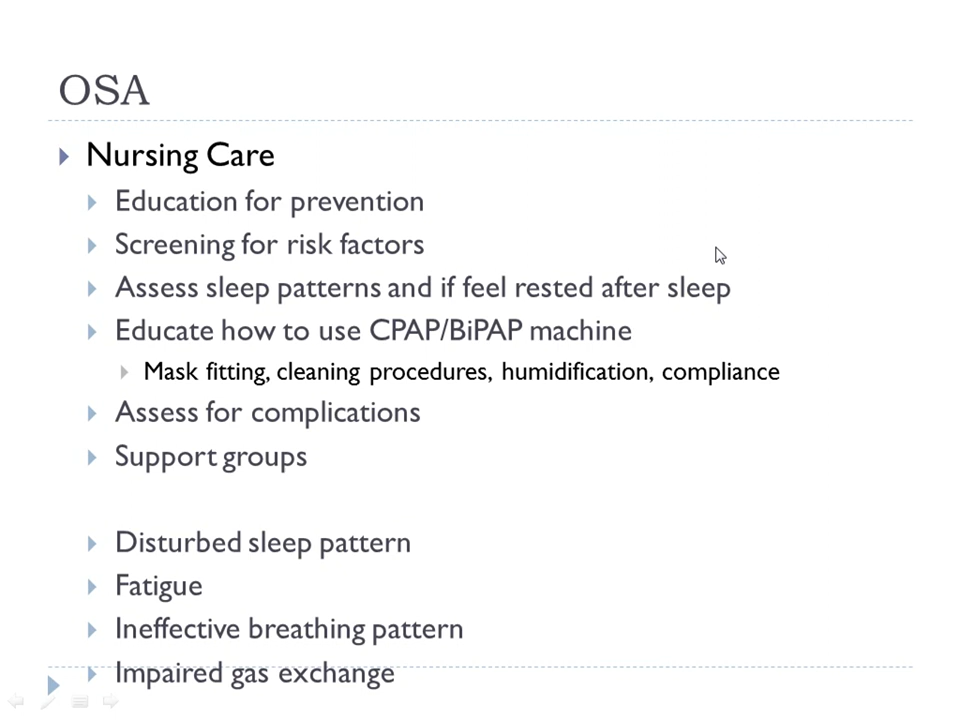 OSA
Nursing Care
Education for prevention
Screening for risk factors
Assess sleep patterns and if feel rested after sleep
Educate how to use CPAP/BiPAP machine
Mask fitting, cleaning procedures, humidification, compliance
Assess for complications
Support groups
Disturbed sleep pattern
Fatigue
Ineffective breathing pattern
Impaired gas exchange